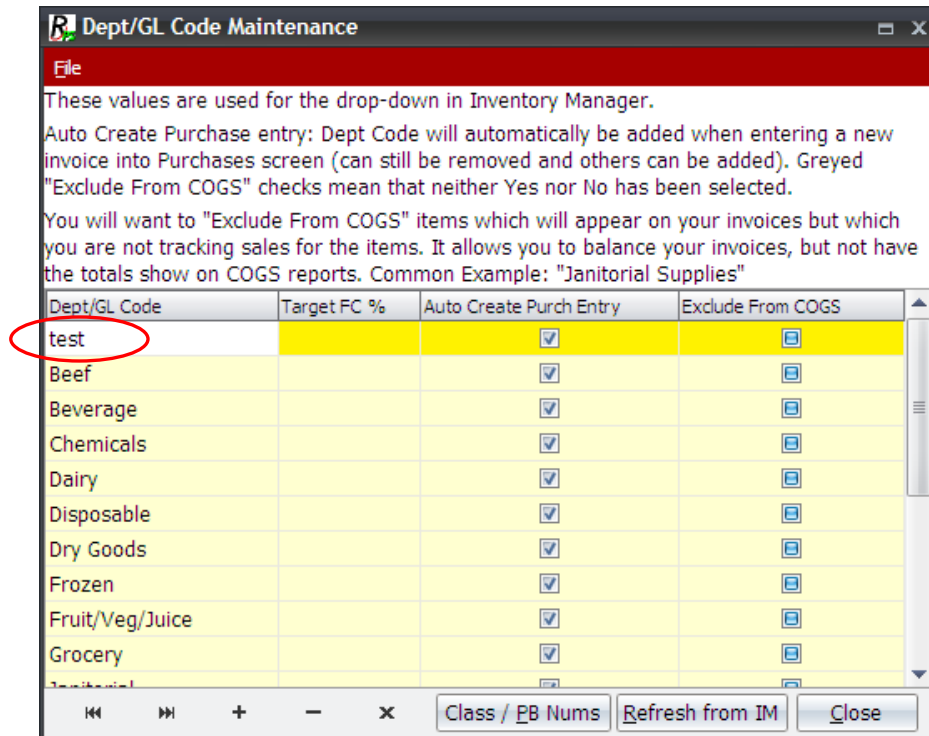 Dept/GL Code Maintenance
File
These values are used for the drop-down in Inventory Manager.
Auto Create Purchase entry: Dept Code will automatically be added when entering a new
invoice into Purchases screen (can still be removed and others can be added). Greyed
"Exclude From COGS" checks mean that neither Yes nor No has been selected.
You will want to "Exclude From COGS" items which will appear on your invoices but which
you are not tracking sales for the items. It allows you to balance your invoices, but not have
the totals show on COGS reports. Common Example: "Janitorial Supplies"
Dept/GL Code Target FC % Auto Create Purch Entry Exclude From COGS
test
Beef
Beverage
Chemicals
Dairy
Disposable
Dry Goods
Frozen
Fruit/Veg/Juice
Grocery
Class / PB Nums Refresh from IM Close